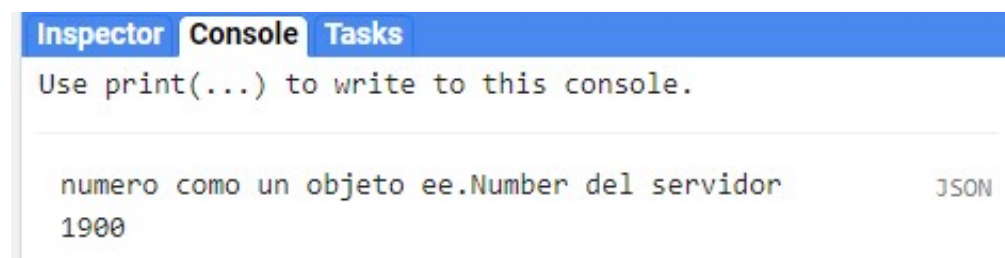 Inspector Console Tasks
Use print(...) to write to this console.
numero como un objeto ee.Number del servidor JSON
1900